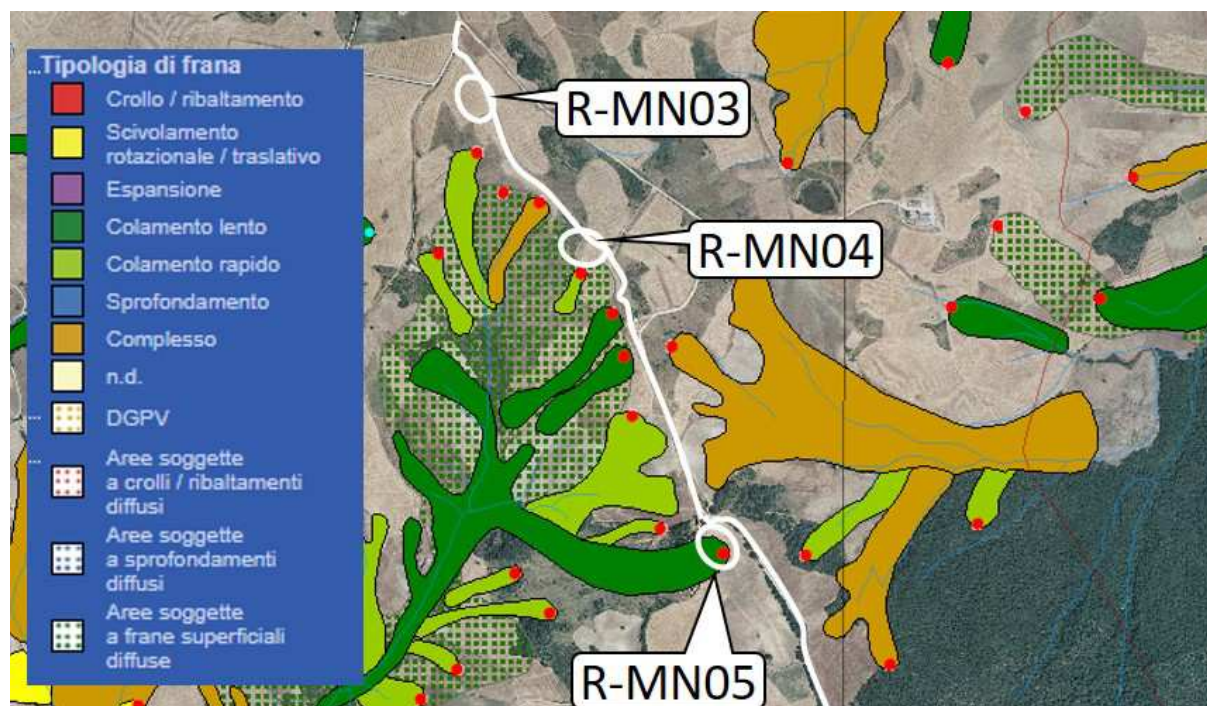 Tipologia di frana
Crollo / ribaltamento
Scivolamento
rotazionale / traslativo
Espansione
Colamento lento
Colamento rapido
Sprofondamento
Complesso
n.d.
DGPV
Aree soggette
a crolli / ribaltamenti
diffusi
Aree soggette
a sprofondamenti
diffusi
Aree soggette
a frane superficiali
diffuse
R-MN03
R-MN04
R-MN05